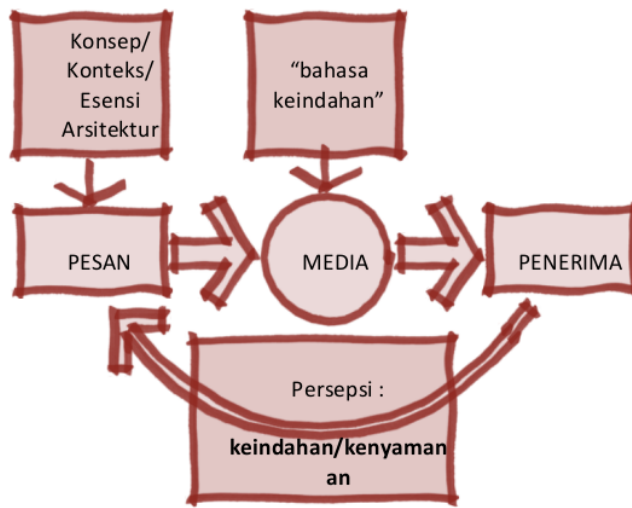 Konsep/
Konteks/
Esensi
Arsitektur
“bahasa
keindahan”
PESAN
MEDIA
PENERIMA
Persepsi :
keindahan/kenyaman
an